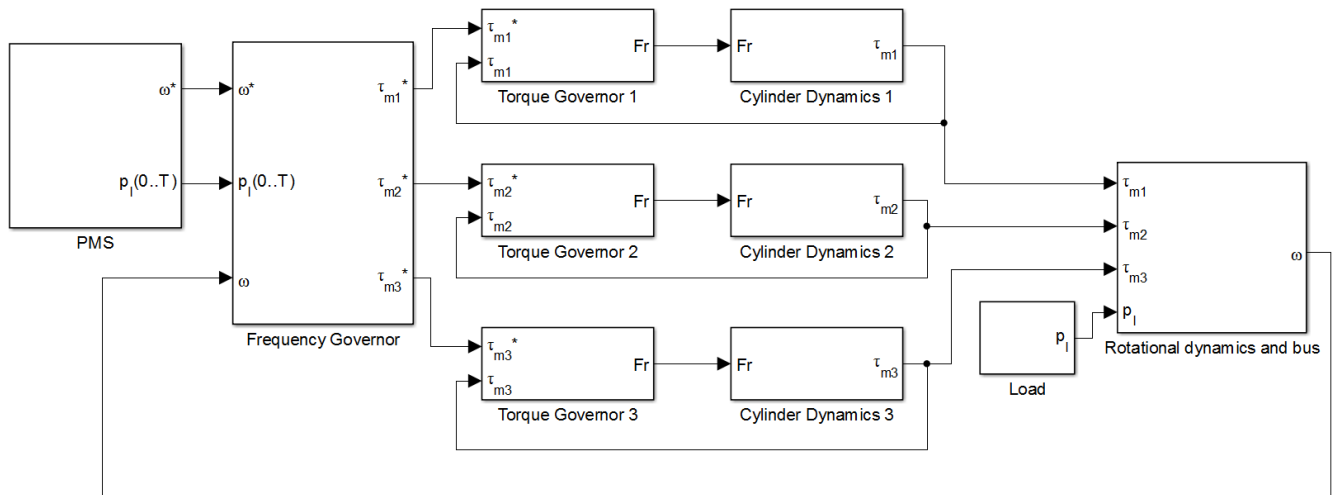 ω*
p_l(0..T)
PMS
ω*
p_l(0..T)
ω
τ_m1*
τ_m2*
τ_m3*
Frequency Governor
τ_m1*
τ_m1
Fr
Torque Governor 1
Fr
τ_m1
Cylinder Dynamics 1
τ_m2*
τ_m2
Fr
Torque Governor 2
Fr
τ_m2
Cylinder Dynamics 2
τ_m3*
τ_m3
Fr
Torque Governor 3
Fr
τ_m3
Cylinder Dynamics 3
p_l
Load
τ_m1
τ_m2
τ_m3
p_l
ω
Rotational dynamics and bus